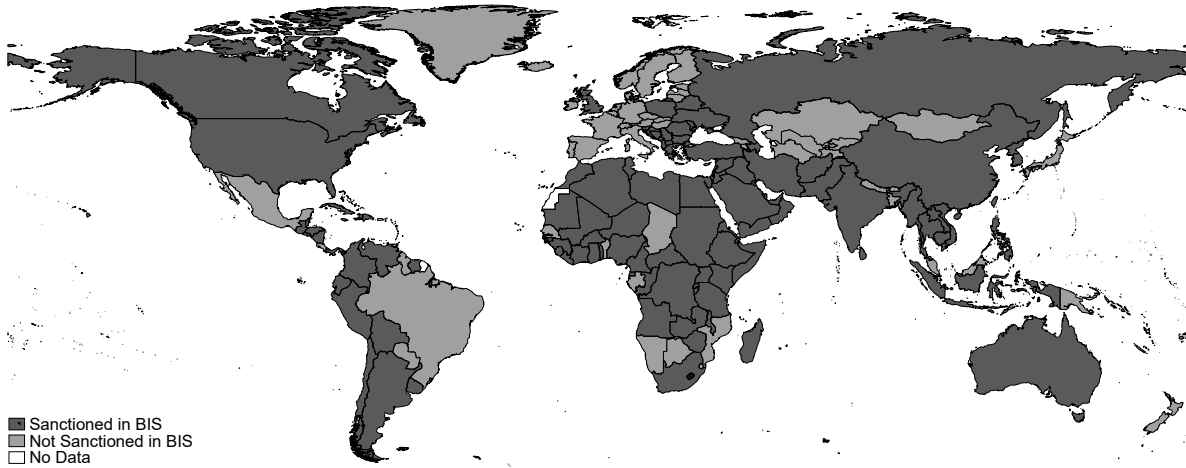 Sanctioned in BIS
Not Sanctioned in BIS
No Data